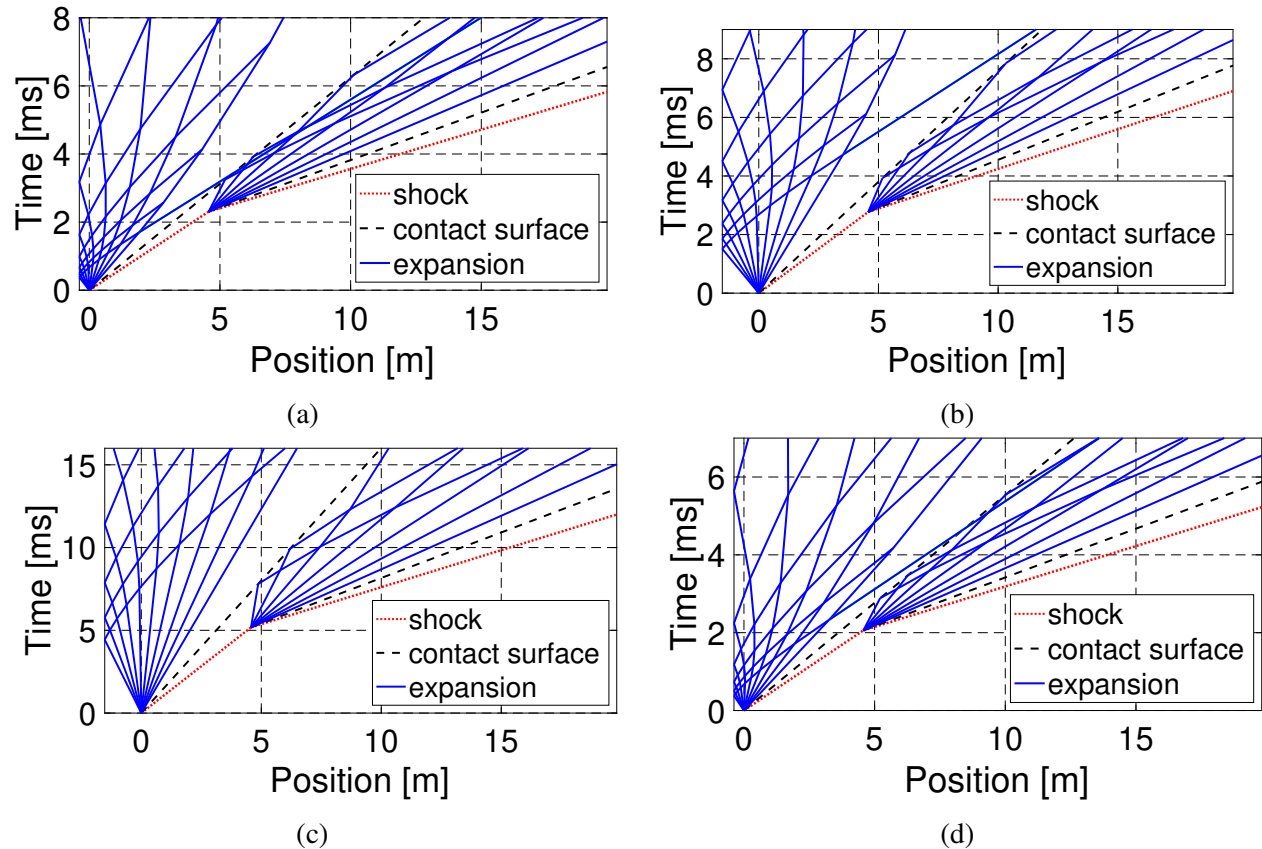 8
6
4
2
0
Time [ms]
0
5
10
15
Position [m]
shock
contact surface
expansion
(a)
8
6
4
2
0
Time [ms]
0
5
10
15
Position [m]
shock
contact surface
expansion
(b)
15
10
5
0
Time [ms]
0
5
10
15
Position [m]
shock
contact surface
expansion
(c)
6
4
2
0
Time [ms]
0
5
10
15
Position [m]
shock
contact surface
expansion
(d)